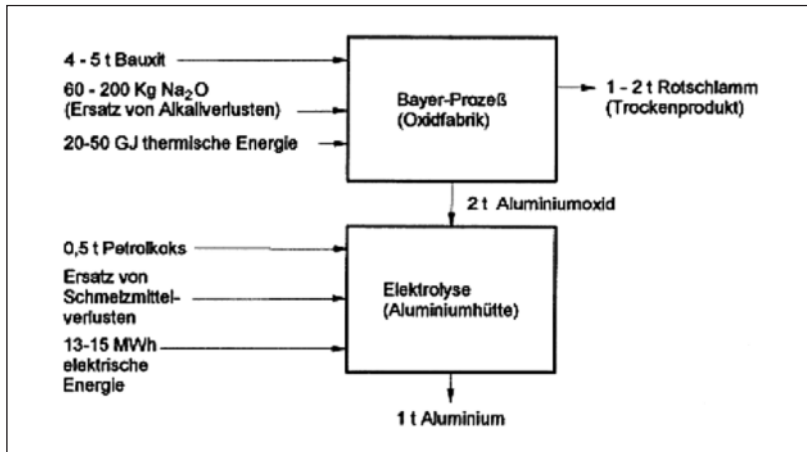 4 - 5 t Bauxit
60 - 200 Kg Na2O
(Ersatz von Alkaliverlusten)
20-50 GJ thermische Energie
Bayer-Prozeß
(Oxidfabrik)
1 - 2 t Rotschlamm
(Trockenprodukt)
2 t Aluminiumoxid
0,5 t Petrolkoks
Ersatz von
Schmelzmittel-
verlusten
13-15 MWh
elektrische
Energie
Elektrolyse
(Aluminiumhütte)
1 t Aluminium